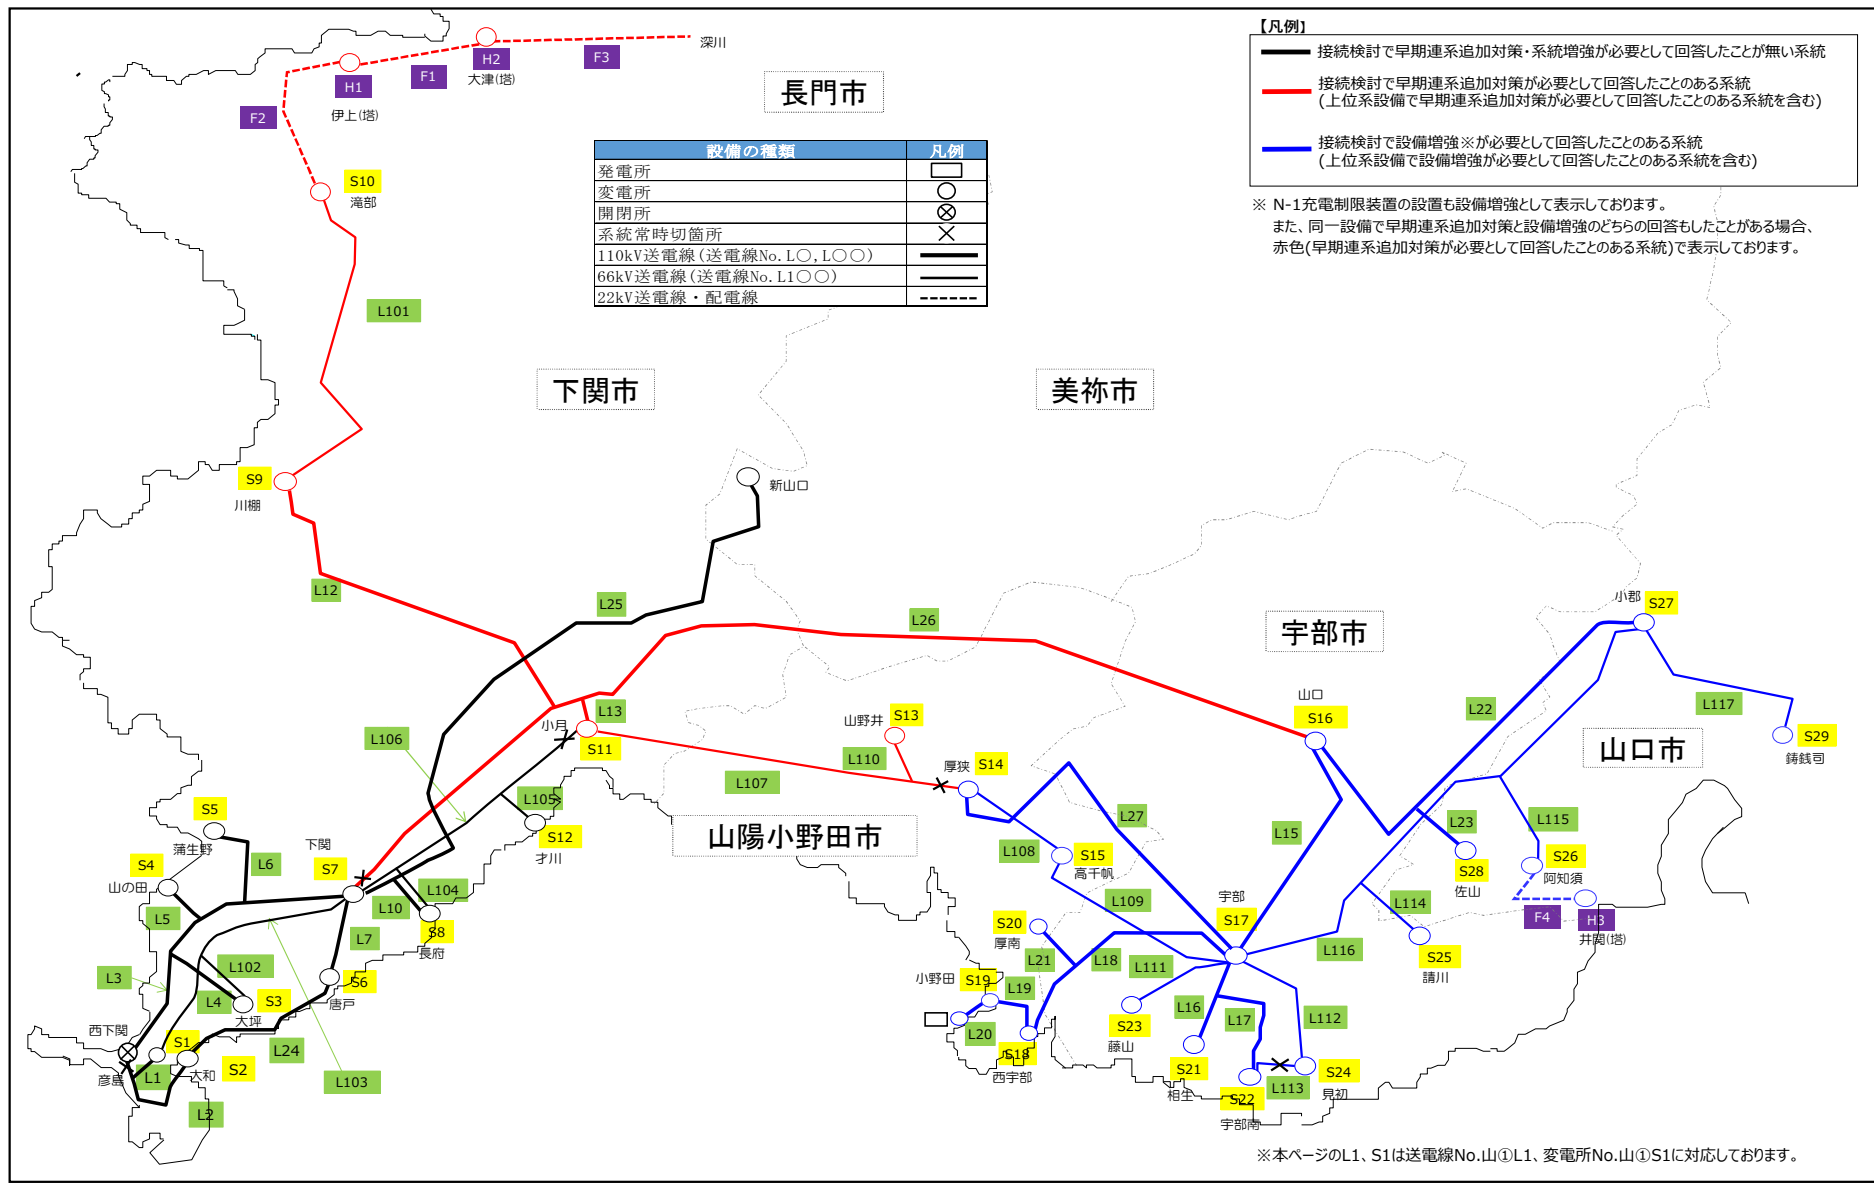 【凡例】
接続検討で早期連系追加対策・系統増強が必要として回答したことが無い系統
接続検討で早期連系追加対策が必要として回答したことのある系統
(上位系設備で早期連系追加対策が必要として回答したことのある系統を含む)
接続検討で設備増強※が必要として回答したことのある系統
(上位系設備で設備増強が必要として回答したことのある系統を含む)
※ N-1充電制限装置の設置も設備増強として表示しております。
また、同一設備で早期連系追加対策と設備増強のどちらの回答もしたことがある場合、
赤色(早期連系追加対策が必要として回答したことのある系統)で表示しております。
設備の種類 凡例
発電所
変電所
開閉所
系統常時切箇所
110kV送電線(送電線No.L〇,L〇〇)
66kV送電線(送電線No.L1〇〇)
22kV送電線・配電線
深川
H2
大津(塔)
F3
F1
H1
伊上(塔)
F2
長門市
S10
滝部
L101
下関市
美祢市
S9
川棚
新山口
L12
L25
L26
小郡
S27
宇部市
山口
S16
L22
L117
S29
鋳銭司
山口市
L13
小月
S11
L106
山野井
S13
L110
L107
厚狭
S14
L105
S12
才川
山陽小野田市
L27
L15
L23
S28
佐山
L115
S26
阿知須
F4
H3
井関(塔)
S5
蒲生野
S4
山の田
L6
下関
S7
L5
L10
L104
S8
長府
L7
L108
S15
高千帆
L109
宇部
S17
L114
S25
請川
L116
S20
厚南
L21
L18
L111
小野田
S19
L19
L20
S18
西宇部
S23
藤山
L16
L17
L112
S21
相生
S22
宇部南
L113
S24
見初
L3
L102
L4
S3
大坪
S6
唐戸
西下関
S1
彦島
L1
大和
S2
L24
L103
L2
※本ページのL1、S1は送電線No.山①L1、変電所No.山①S1に対応しております。